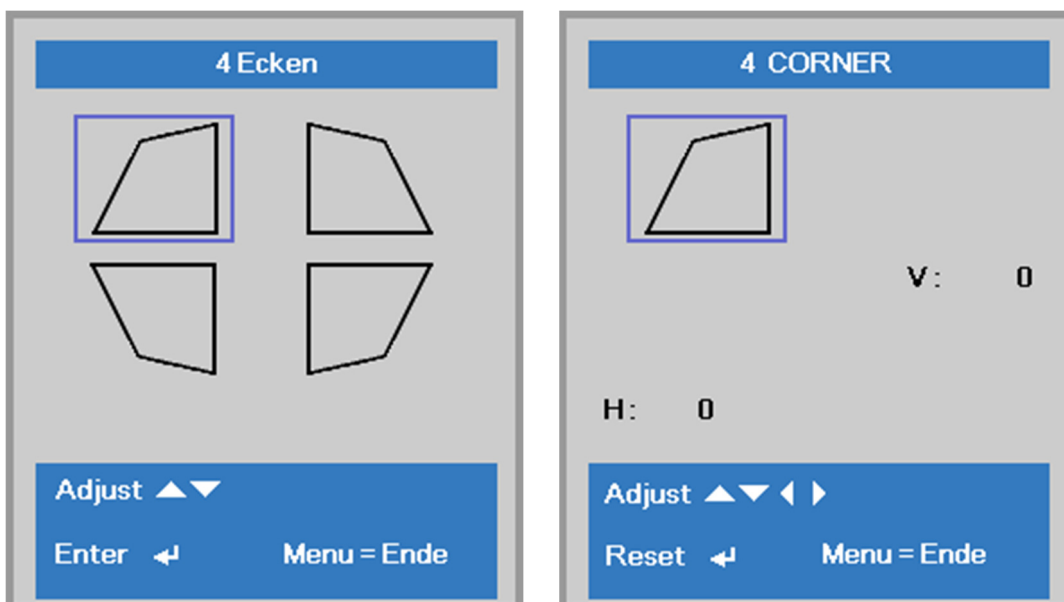 4 Ecken
Adjust
Enter Menu = Ende
4 CORNER
V: 0
H: 0
Adjust
Reset Menu = Ende